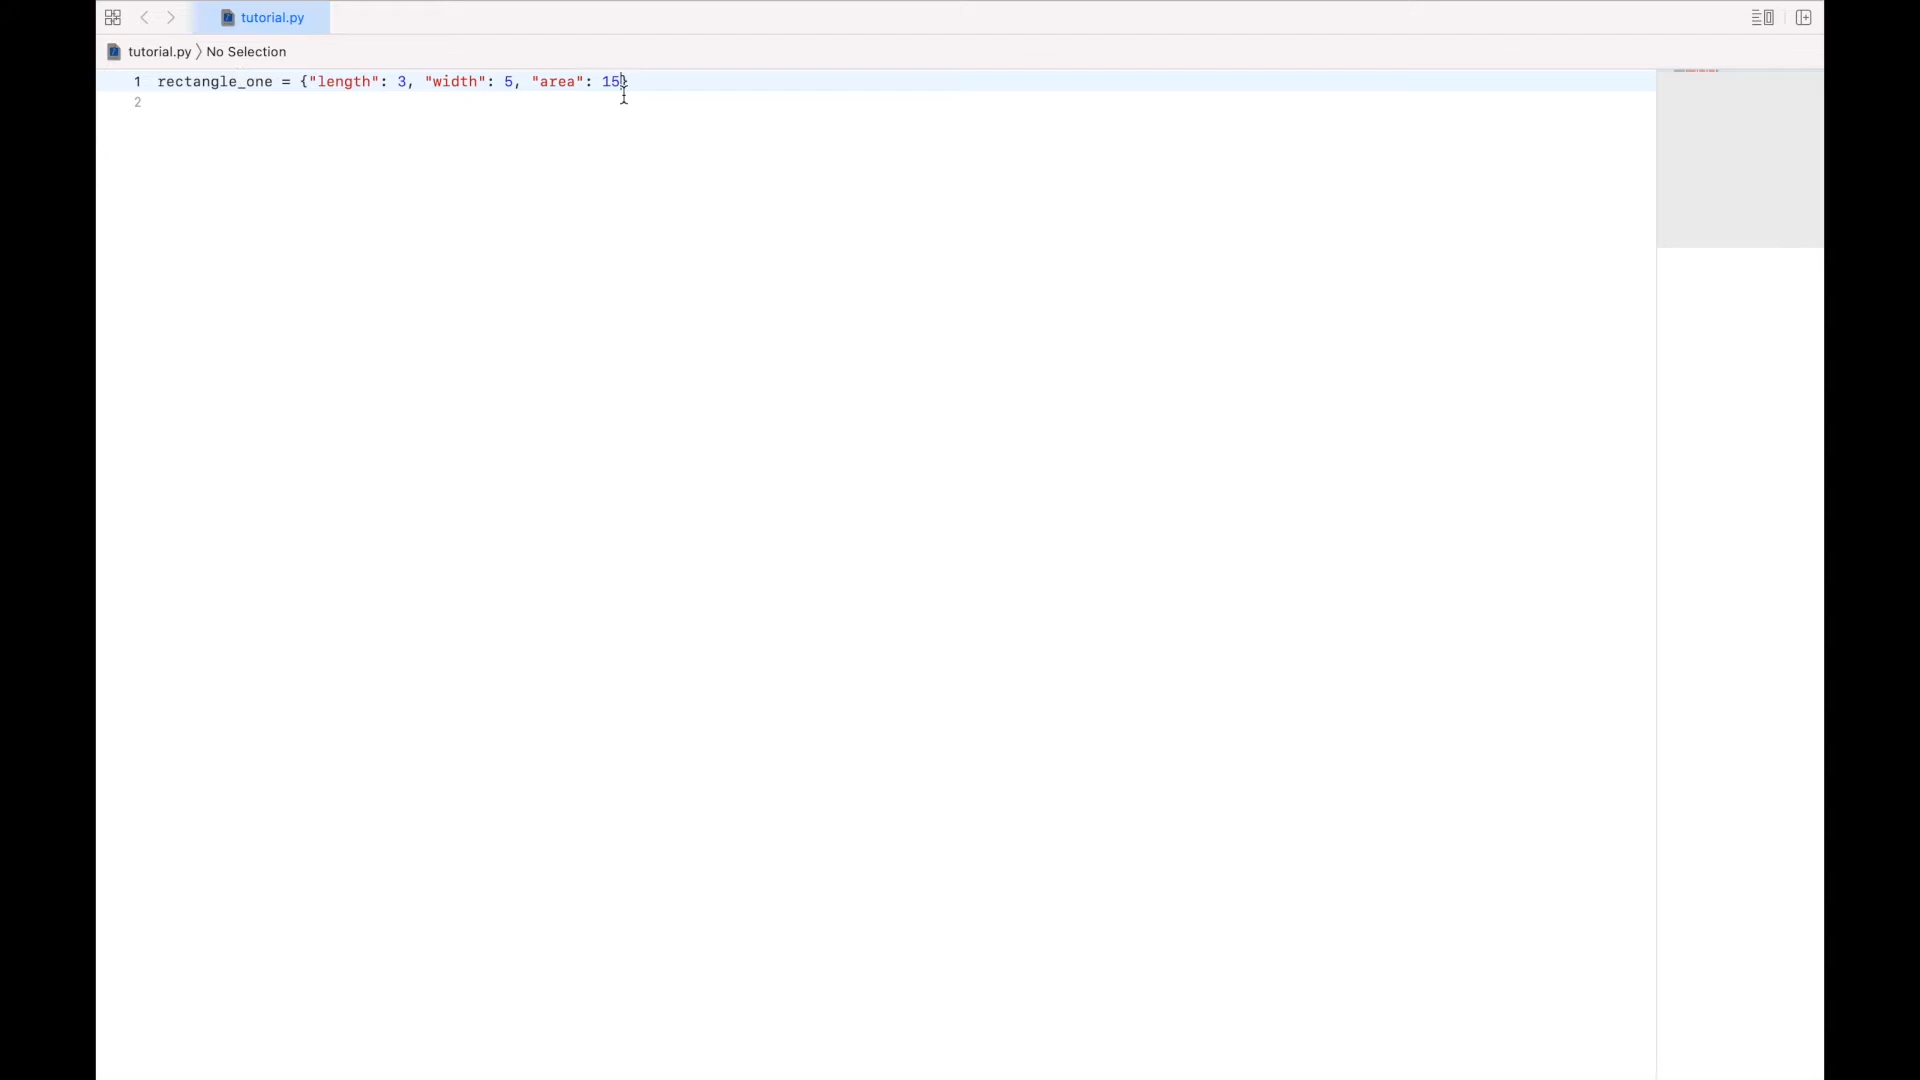 tutorial.py
tutorial.py 〉 No Selection
1 rectangle_one = {"length": 3, "width": 5, "area": 15}
2